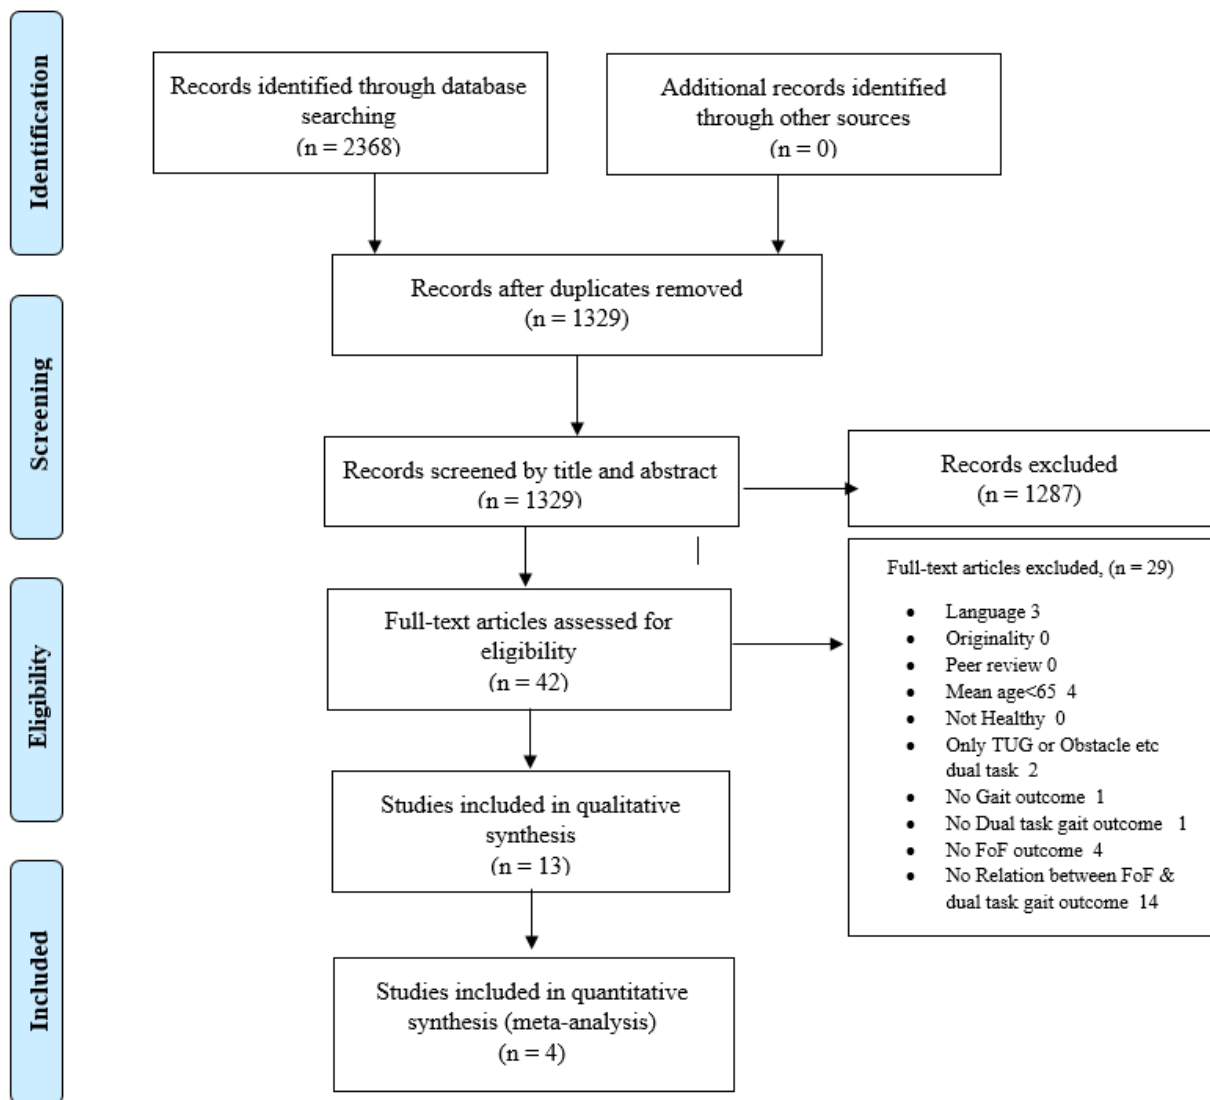 Identification
Records identified through database
searching
(n = 2368)
Additional records identified
through other sources
(n = 0)
Records after duplicates removed
(n = 1329)
Screening
Records screened by title and abstract
(n = 1329)
Records excluded
(n = 1287)
Eligibility
Full-text articles assessed for
eligibility
(n = 42)
Full-text articles excluded, (n = 29)
• Language 3
• Originality 0
• Peer review 0
• Mean age<65 4
• Not Healthy 0
• Only TUG or Obstacle etc
dual task 2
• No Gait outcome 1
• No Dual task gait outcome 1
• No FoF outcome 4
• No Relation between FoF &
dual task gait outcome 14
Studies included in qualitative
synthesis
(n = 13)
Included
Studies included in quantitative
synthesis (meta-analysis)
(n = 4)